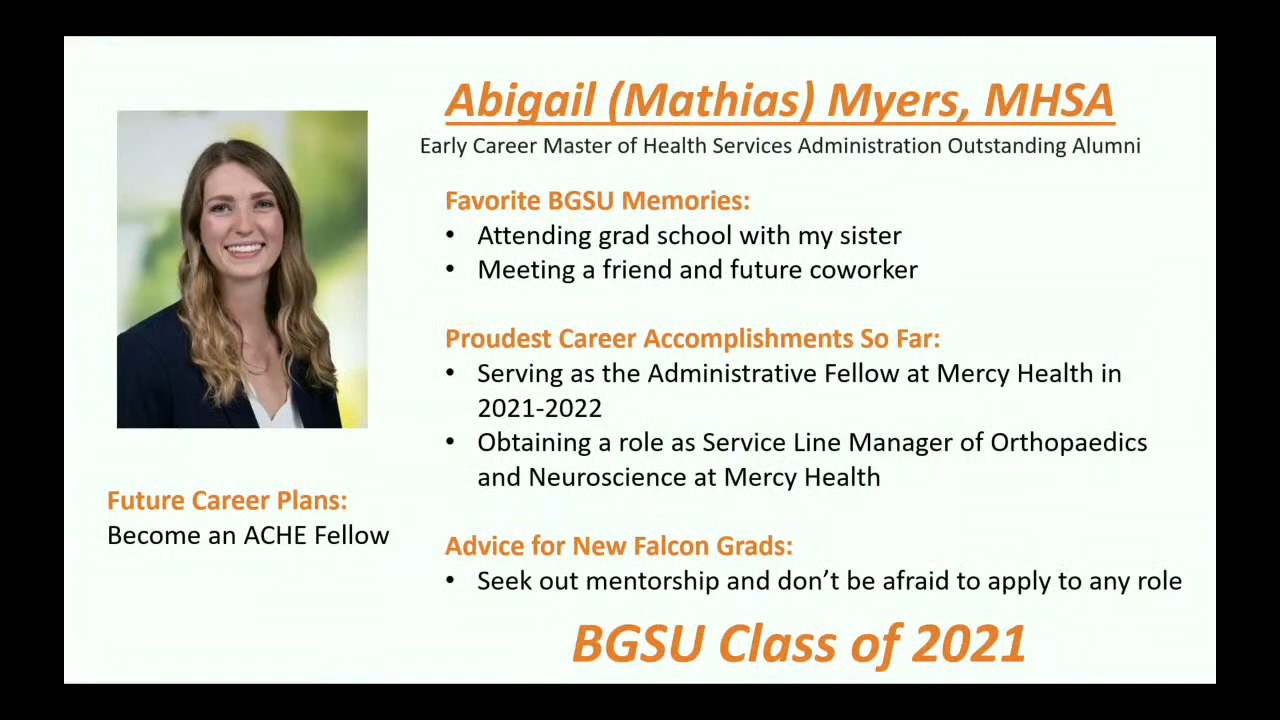 Abigail (Mathias) Myers, MHSA
Early Career Master of Health Services Administration Outstanding Alumni
Favorite BGSU Memories:
• Attending grad school with my sister
• Meeting a friend and future coworker
Proudest Career Accomplishments So Far:
• Serving as the Administrative Fellow at Mercy Health in
2021-2022
• Obtaining a role as Service Line Manager of Orthopaedics
and Neuroscience at Mercy Health
Future Career Plans:
Become an ACHE Fellow
Advice for New Falcon Grads:
• Seek out mentorship and don’t be afraid to apply to any role
BGSU Class of 2021